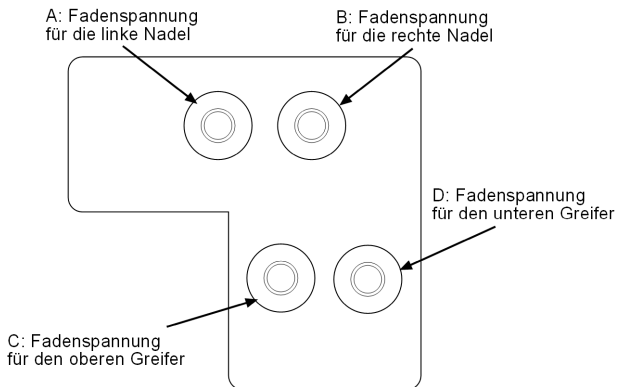 A: Fadenspannung
für die linke Nadel
B: Fadenspannung
für die rechte Nadel
D: Fadenspannung
für den unteren Greifer
C: Fadenspannung
für den oberen Greifer